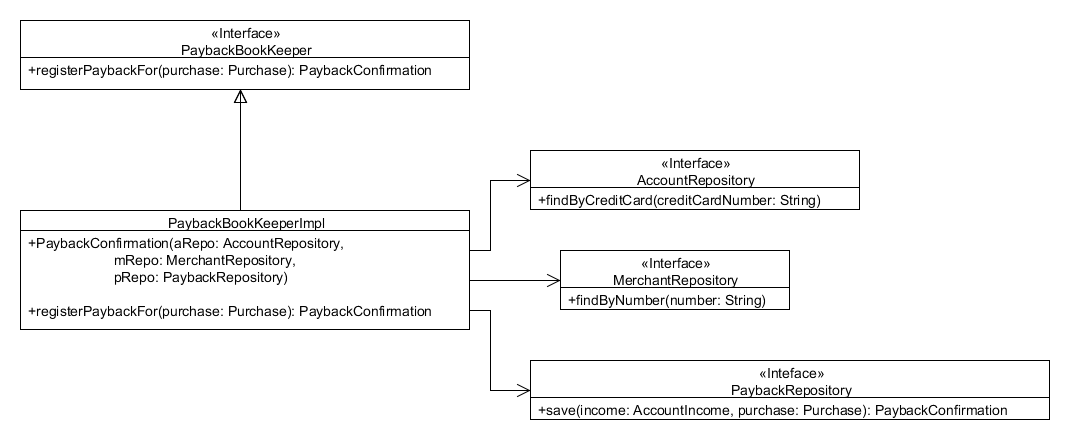 «Interface»
PaybackBookKeeper
+registerPaybackFor(purchase: Purchase): PaybackConfirmation
«Interface»
AccountRepository
+findByCreditCard(creditCardNumber: String)
PaybackBookKeeperImpl
+PaybackConfirmation(aRepo: AccountRepository,
mRepo: MerchantRepository,
pRepo: PaybackRepository)
+registerPaybackFor(purchase: Purchase): PaybackConfirmation
«Interface»
MerchantRepository
+findByNumber(number: String)
«Inteface»
PaybackRepository
+save(income: AccountIncome, purchase: Purchase): PaybackConfirmation